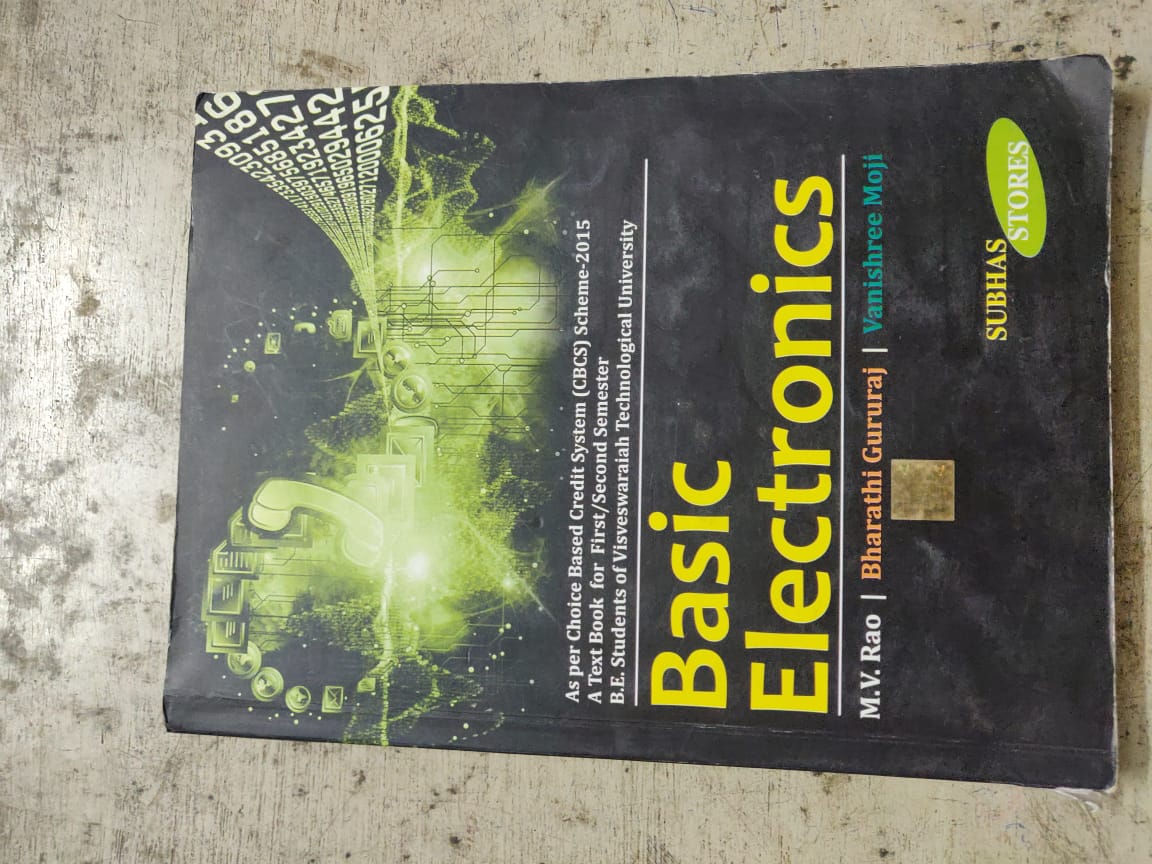 As per Choice Based Credit System (CBCS) Scheme-2015
A Text Book for First/Second Semester
B.E. Students of Visveswaraiah Technological University
Basic
Electronics
M.V. Rao | Bharathi Gururaj | Vanishree Moji
SUBHAS STORES